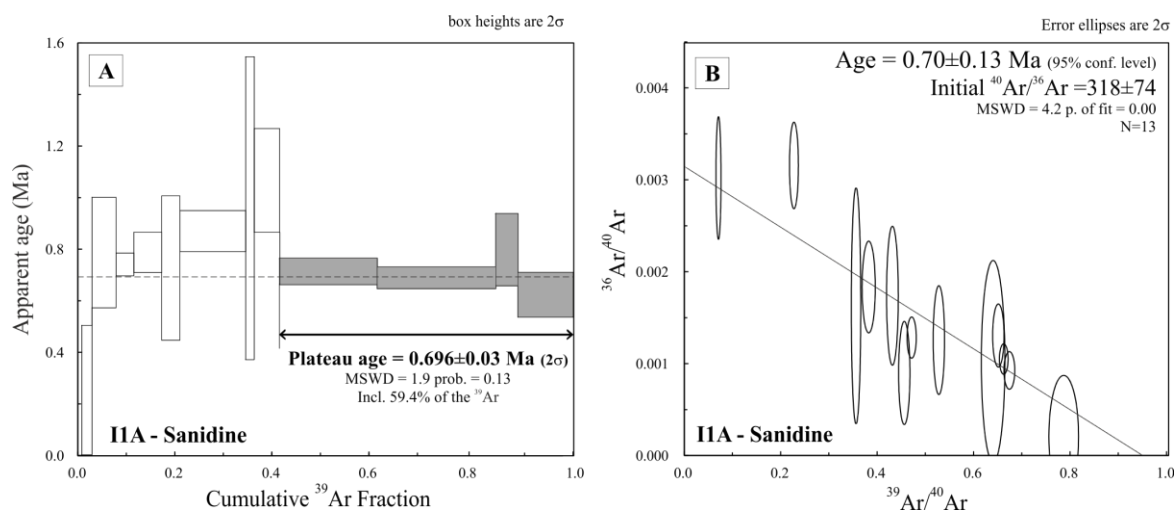 box heights are 2σ
A
1.6
1.2
0.8
0.4
0.0
Apparent age (Ma)
Plateau age = 0.696±0.03 Ma (2σ)
MSWD = 1.9 prob. = 0.13
Incl. 59.4% of the ³⁹Ar
I1A - Sanidine
0.0 0.2 0.4 0.6 0.8 1.0
Cumulative ³⁹Ar Fraction
Error ellipses are 2σ
B
Age = 0.70±0.13 Ma (95% conf. level)
Initial ⁴⁰Ar/³⁶Ar =318±74
MSWD = 4.2 p. of fit = 0.00
N=13
0.004
0.003
0.002
0.001
0.000
³⁶Ar/⁴⁰Ar
I1A - Sanidine
0.0 0.2 0.4 0.6 0.8 1.0
³⁹Ar/⁴⁰Ar